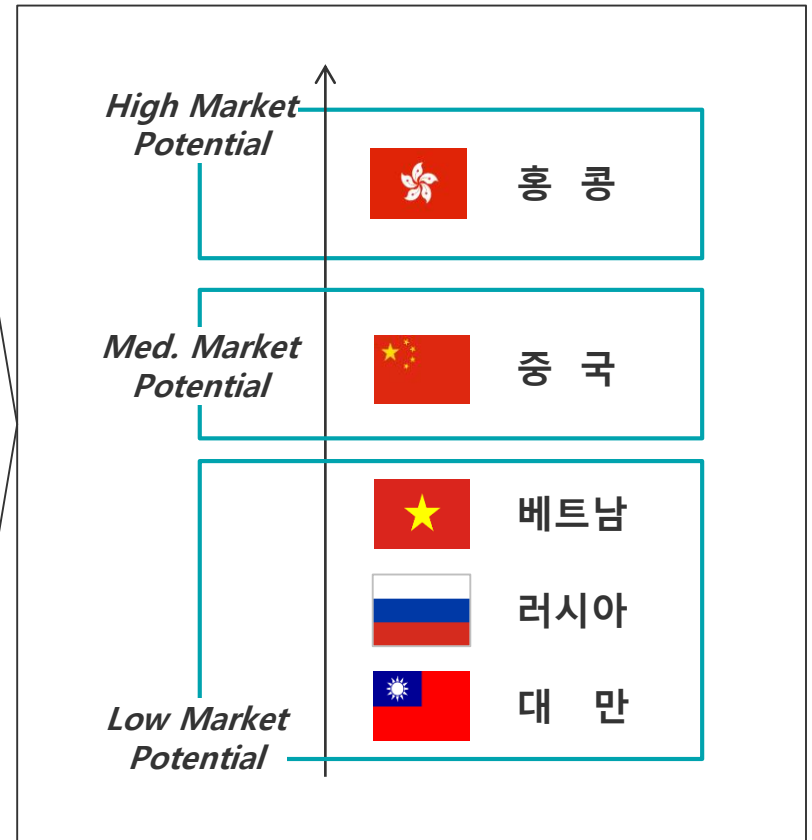 High Market
Potential
홍 콩
Med. Market
Potential
중 국
베트남
러시아
대 만
Low Market
Potential